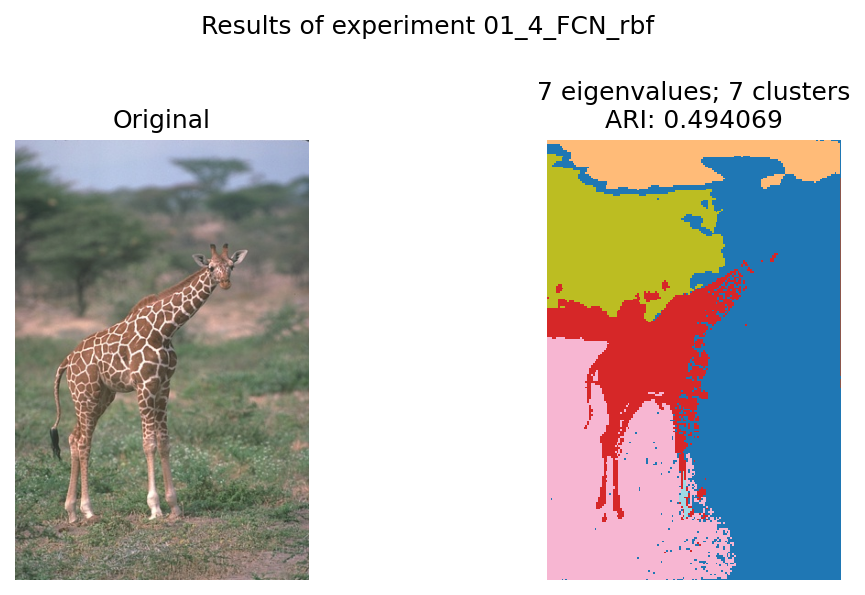 Results of experiment 01_4_FCN_rbf
Original
7 eigenvalues; 7 clusters
ARI: 0.494069